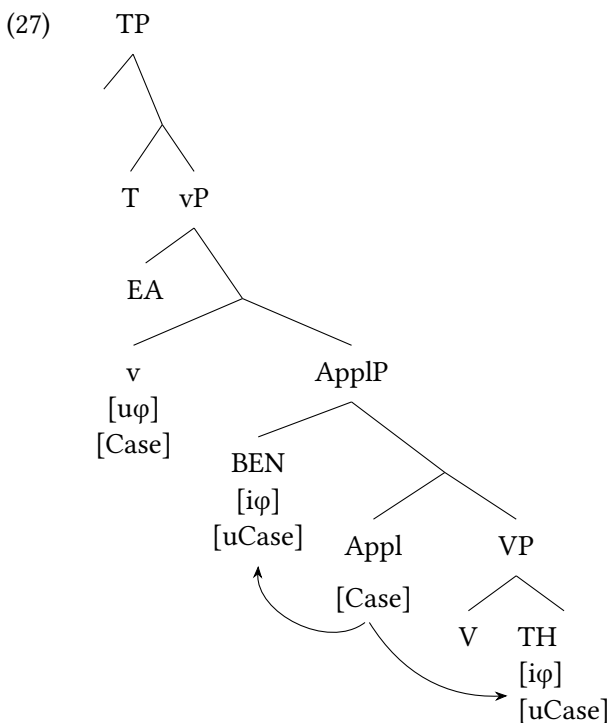 (27) TP
T vP
EA
v ApplP
[uφ]
[Case]
BEN
[iφ]
[uCase] Appl VP
[Case]
V TH
[iφ]
[uCase]